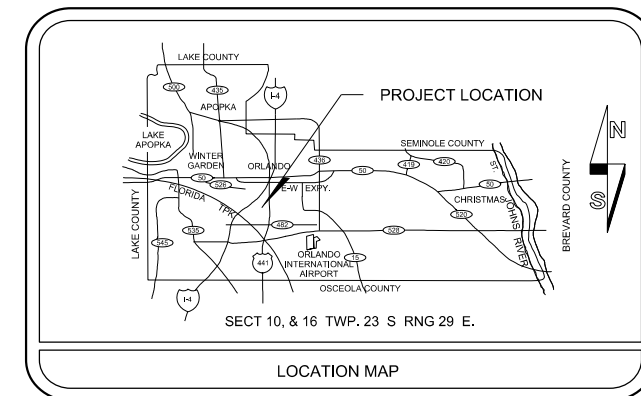 LAKE COUNTY
500
435
I-4
APOPKA
PROJECT LOCATION
LAKE
APOPKA
WINTER
GARDEN
ORLANDO
436
SEMINOLE COUNTY
419
420
N
S
50
526
E-W EXPY.
50
50
ST. JOHNS RIVER
BREVARD COUNTY
FLORIDA TPK.
CHRISTMAS
520
LAKE COUNTY
482
528
535
545
441
ORLANDO
INTERNATIONAL
AIRPORT
15
OSCEOLA COUNTY
I-4
SECT 10, & 16 TWP. 23 S RNG 29 E.
LOCATION MAP